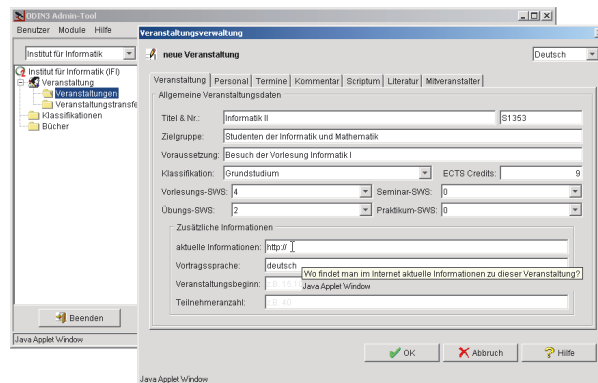 ODIN3 Admin-Tool
Benutzer Module Hilfe
Institut für Informatik
Institut für Informatik (IFI)
Veranstaltung
Veranstaltungen
Veranstaltungstransfe
Klassifikationen
Bücher
Beenden
Java Applet Window
Veranstaltungsverwaltung
neue Veranstaltung
Deutsch
Veranstaltung Personal Termine Kommentar Scriptum Literatur Mitveranstalter
Allgemeine Veranstaltungsdaten
Titel & Nr.: Informatik II S1353
Zielgruppe: Studenten der Informatik und Mathematik
Voraussetzung: Besuch der Vorlesung Informatik I
Klassifikation: Grundstudium ECTS Credits: 9
Vorlesungs-SWS: 4 Seminar-SWS: 0
Übungs-SWS: 2 Praktikum-SWS: 0
Zusätzliche Informationen
aktuelle Informationen: http://
Vortragssprache: deutsch
Wo findet man im Internet aktuelle Informationen zu dieser Veranstaltung?
Veranstaltungsbeginn: z.B.
Java Applet Window
Teilnehmeranzahl: z.B. 40
OK Abbruch Hilfe
Java Applet Window